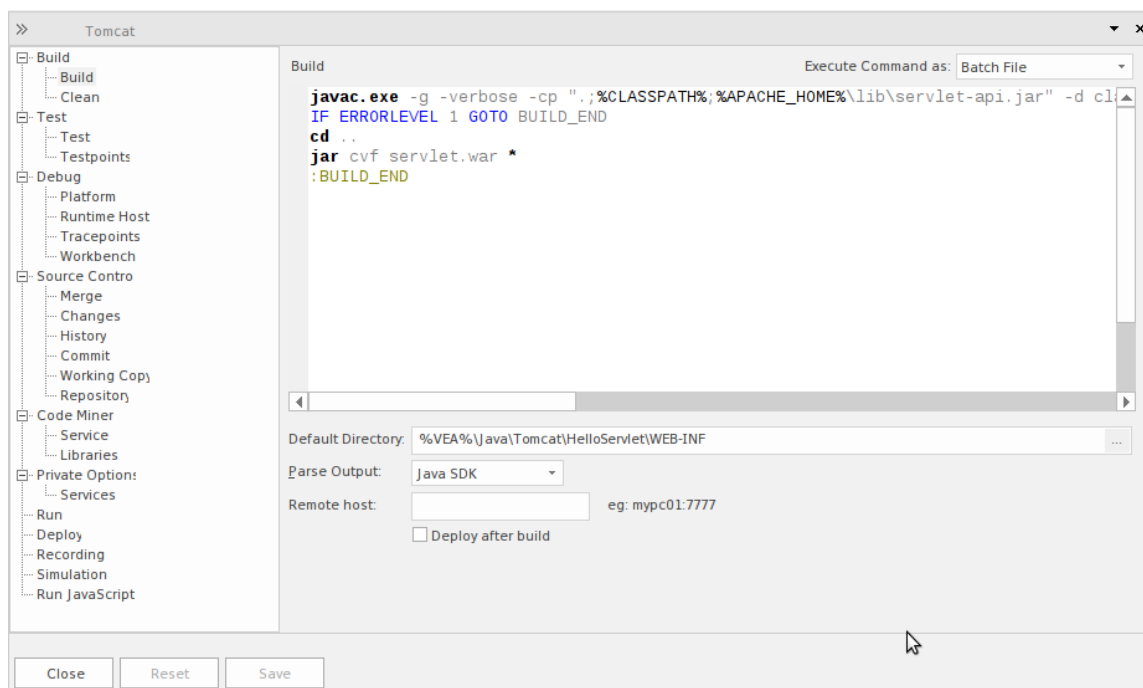 Tomcat
Build
Build
Clean
Test
Test
Testpoints
Debug
Platform
Runtime Host
Tracepoints
Workbench
Source Contro
Merge
Changes
History
Commit
Working Copy
Repository
Code Miner
Service
Libraries
Private Options
Services
Run
Deploy
Recording
Simulation
Run JavaScript
Build
Execute Command as: Batch File
javac.exe -g -verbose -cp ".;%CLASSPATH%;%APACHE_HOME%\lib\servlet-api.jar" -d cla
IF ERRORLEVEL 1 GOTO BUILD_END
cd ..
jar cvf servlet.war *
:BUILD_END
Default Directory: %VEA%\Java\Tomcat\HelloServlet\WEB-INF ...
Parse Output: Java SDK
Remote host: eg: mypc01:7777
Deploy after build
Close Reset Save